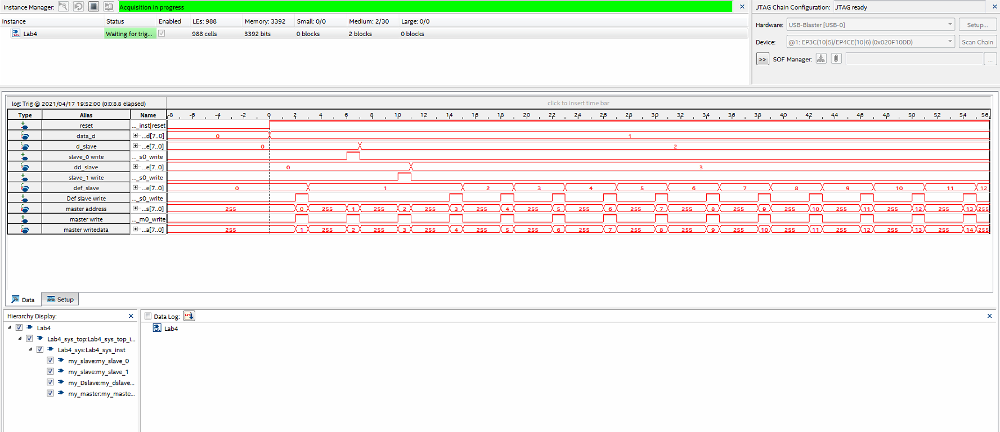 Instance Manager: Acquisition in progress
Instance Status Enabled LEs: 988 Memory: 3392 Small: 0/0 Medium: 2/30 Large: 0/0
Lab4 Waiting for trig... 988 cells 3392 bits 0 blocks 2 blocks 0 blocks
JTAG Chain Configuration: JTAG ready
Hardware: USB-Blaster [USB-0] Setup...
Device: @1: EP3C(10|5)/EP4CE(10|6) (0x020F10DD) Scan Chain
>> SOF Manager: ...
log: Trig @ 2021/04/17 19:52:00 (0:0:8.8 elapsed) click to insert time bar
Type Alias Name -8 -6 -4 -2 0 2 4 6 8 10 12 14 16 18 20 22 24 26 28 30 32 34 36 38 40 42 44 46 48 50 52 54 56
reset ..._inst|reset
data_d ...d[7..0] 0 1
d_slave ...e[7..0] 0 2
slave_0 write ..._s0_write
dd_slave ...e[7..0] 0 3
slave_1 write ..._s0_write
def_slave ...e[7..0] 0 1 2 3 4 5 6 7 8 9 10 11 12
Def slave write ..._s0_write
master address ...s[7..0] 255 0 255 1 255 2 255 3 255 4 255 5 255 6 255 7 255 8 255 9 255 10 255 11 255 12 255 13 255
master write ..._m0_write
master writedata ...a[7..0] 255 1 255 2 255 3 255 4 255 5 255 6 255 7 255 8 255 9 255 10 255 11 255 12 255 13 255 14 255
Data Setup
Hierarchy Display:
Lab4
Lab4_sys_top:Lab4_sys_top_i...
Lab4_sys:Lab4_sys_inst
my_slave:my_slave_0
my_slave:my_slave_1
my_Dslave:my_dslave...
my_master:my_maste...
Data Log:
Lab4